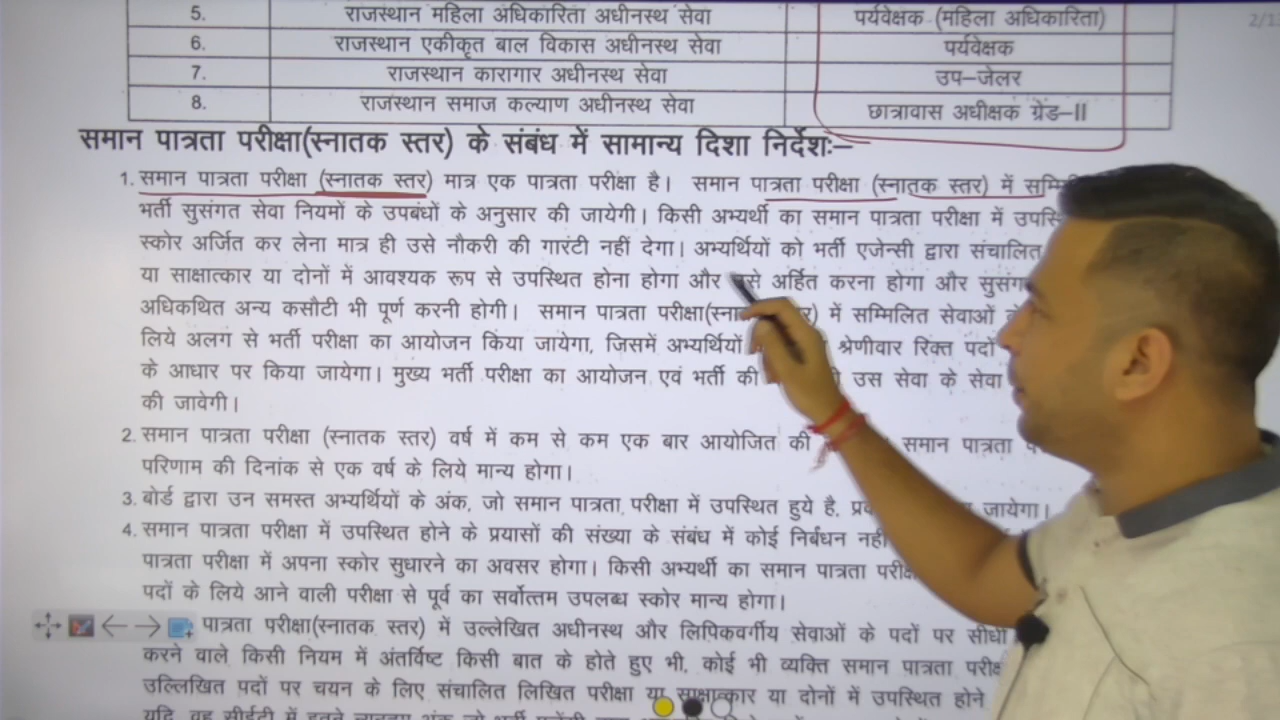 5. राजस्थान महिला अधिकारिता अधीनस्थ सेवा पर्यवेक्षक (महिला अधिकारिता)
6. राजस्थान एकीकृत बाल विकास अधीनस्थ सेवा पर्यवेक्षक
7. राजस्थान कारागार अधीनस्थ सेवा उप–जेलर
8. राजस्थान समाज कल्याण अधीनस्थ सेवा छात्रावास अधीक्षक ग्रेड–II
समान पात्रता परीक्षा(स्नातक स्तर) के संबंध में सामान्य दिशा निर्देशः–
1. समान पात्रता परीक्षा (स्नातक स्तर) मात्र एक पात्रता परीक्षा है। समान पात्रता परीक्षा (स्नातक स्तर) में
भर्ती सुसंगत सेवा नियमों के उपबंधों के अनुसार की जायेगी। किसी अभ्यर्थी का समान पात्रता परीक्षा में
स्कोर अर्जित कर लेना मात्र ही उसे नौकरी की गारंटी नहीं देगा। अभ्यर्थियों को भर्ती एजेन्सी द्वारा संचालित
या साक्षात्कार या दोनों में आवश्यक रूप से उपस्थित होना होगा और उसे अर्हित करना होगा और
अधिकथित अन्य कसौटी भी पूर्ण करनी होगी। समान पात्रता परीक्षा(स्नातक स्तर) में सम्मिलित सेवाओं
लिये अलग से भर्ती परीक्षा का आयोजन किया जायेगा, जिसमें अभ्यर्थियों श्रेणीवार रिक्त पदों
के आधार पर किया जायेगा। मुख्य भर्ती परीक्षा का आयोजन एवं भर्ती की उस सेवा के सेवा
की जावेगी।
2. समान पात्रता परीक्षा (स्नातक स्तर) वर्ष में कम से कम एक बार आयोजित की समान पात्रता
परिणाम की दिनांक से एक वर्ष के लिये मान्य होगा।
3. बोर्ड द्वारा उन समस्त अभ्यर्थियों के अंक, जो समान पात्रता परीक्षा में उपस्थित हुये है, जायेगा।
4. समान पात्रता परीक्षा में उपस्थित होने के प्रयासों की संख्या के संबंध में कोई निर्बंधन नहीं
पात्रता परीक्षा में अपना स्कोर सुधारने का अवसर होगा। किसी अभ्यर्थी का समान पात्रता
पदों के लिये आने वाली परीक्षा से पूर्व का सर्वोत्तम उपलब्ध स्कोर मान्य होगा।
पात्रता परीक्षा(स्नातक स्तर) में उल्लेखित अधीनस्थ और लिपिकवर्गीय सेवाओं के पदों पर सीधी
करने वाले किसी नियम में अंतर्विष्ट किसी बात के होते हुए भी, कोई भी व्यक्ति समान पात्रता
उल्लिखित पदों पर चयन के लिए संचालित लिखित परीक्षा या साक्षात्कार या दोनों में उपस्थित होने